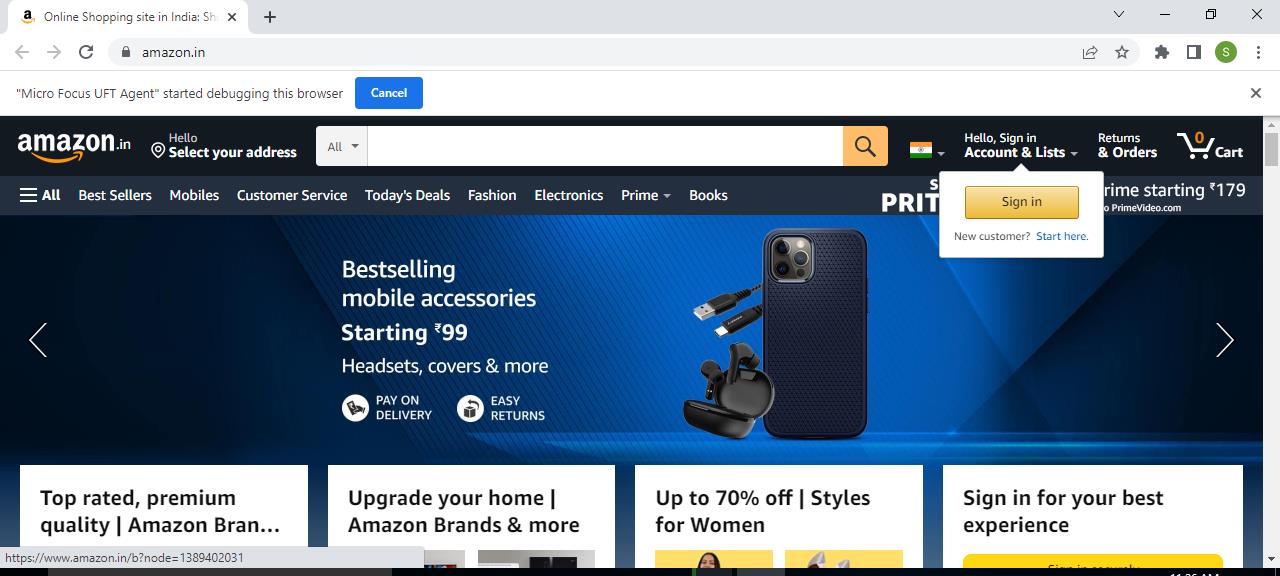 Online Shopping site in India: Sh
amazon.in
S
"Micro Focus UFT Agent" started debugging this browser
Cancel
amazon.in
Hello
Select your address
All
Hello, Sign in
Account & Lists
Returns
& Orders
0
Cart
All
Best Sellers
Mobiles
Customer Service
Today's Deals
Fashion
Electronics
Prime
Books
S
PRIT
rime starting ₹179
o PrimeVideo.com
Sign in
New customer? Start here.
Bestselling
mobile accessories
Starting ₹99
Headsets, covers & more
PAY ON
DELIVERY
EASY
RETURNS
Top rated, premium
quality | Amazon Bran...
Upgrade your home |
Amazon Brands & more
Up to 70% off | Styles
for Women
Sign in for your best
experience
Sign in securely
https://www.amazon.in/b?node=1389402031